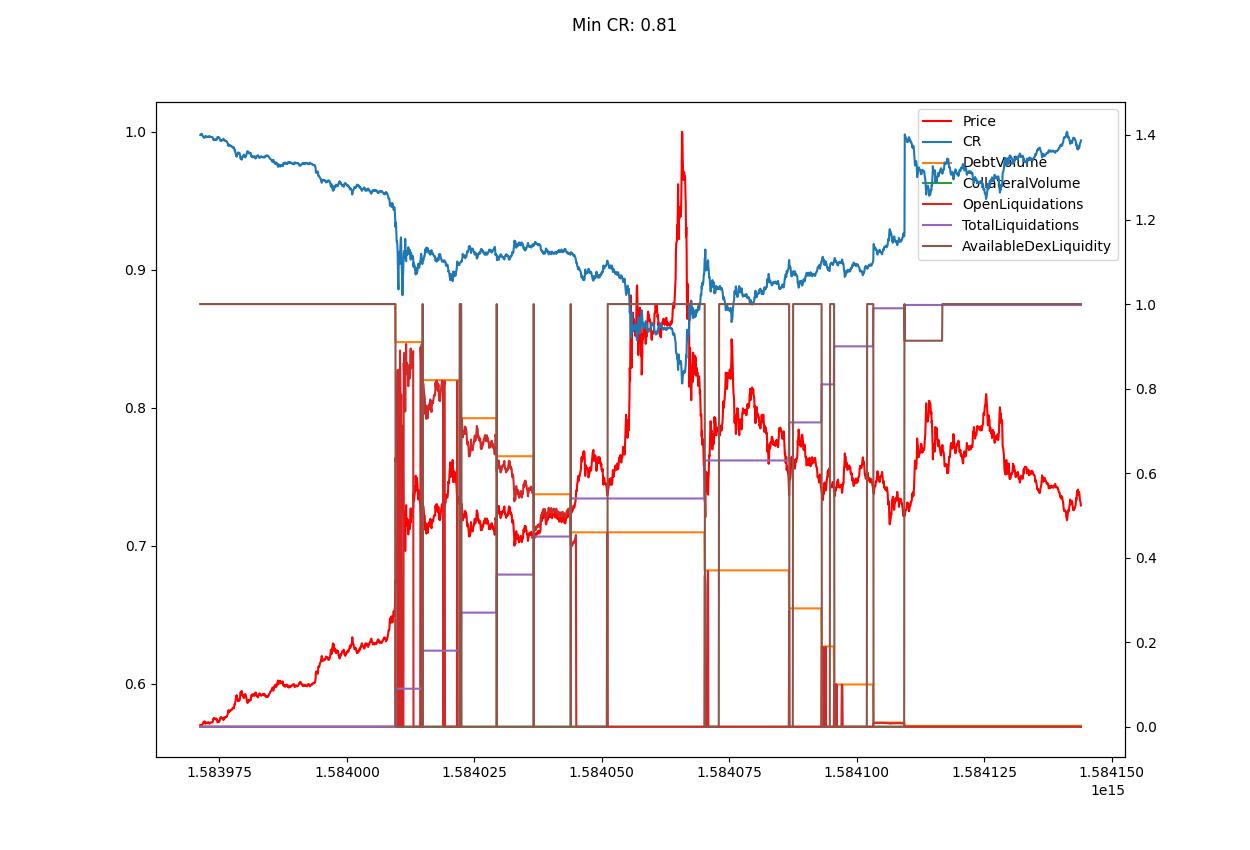 Min CR: 0.81
1.0
0.9
0.8
0.7
0.6
1.4
1.2
1.0
0.8
0.6
0.4
0.2
0.0
Price
CR
DebtVolume
CollateralVolume
OpenLiquidations
TotalLiquidations
AvailableDexLiquidity
1.583975 1.584000 1.584025 1.584050 1.584075 1.584100 1.584125 1.584150
1e15